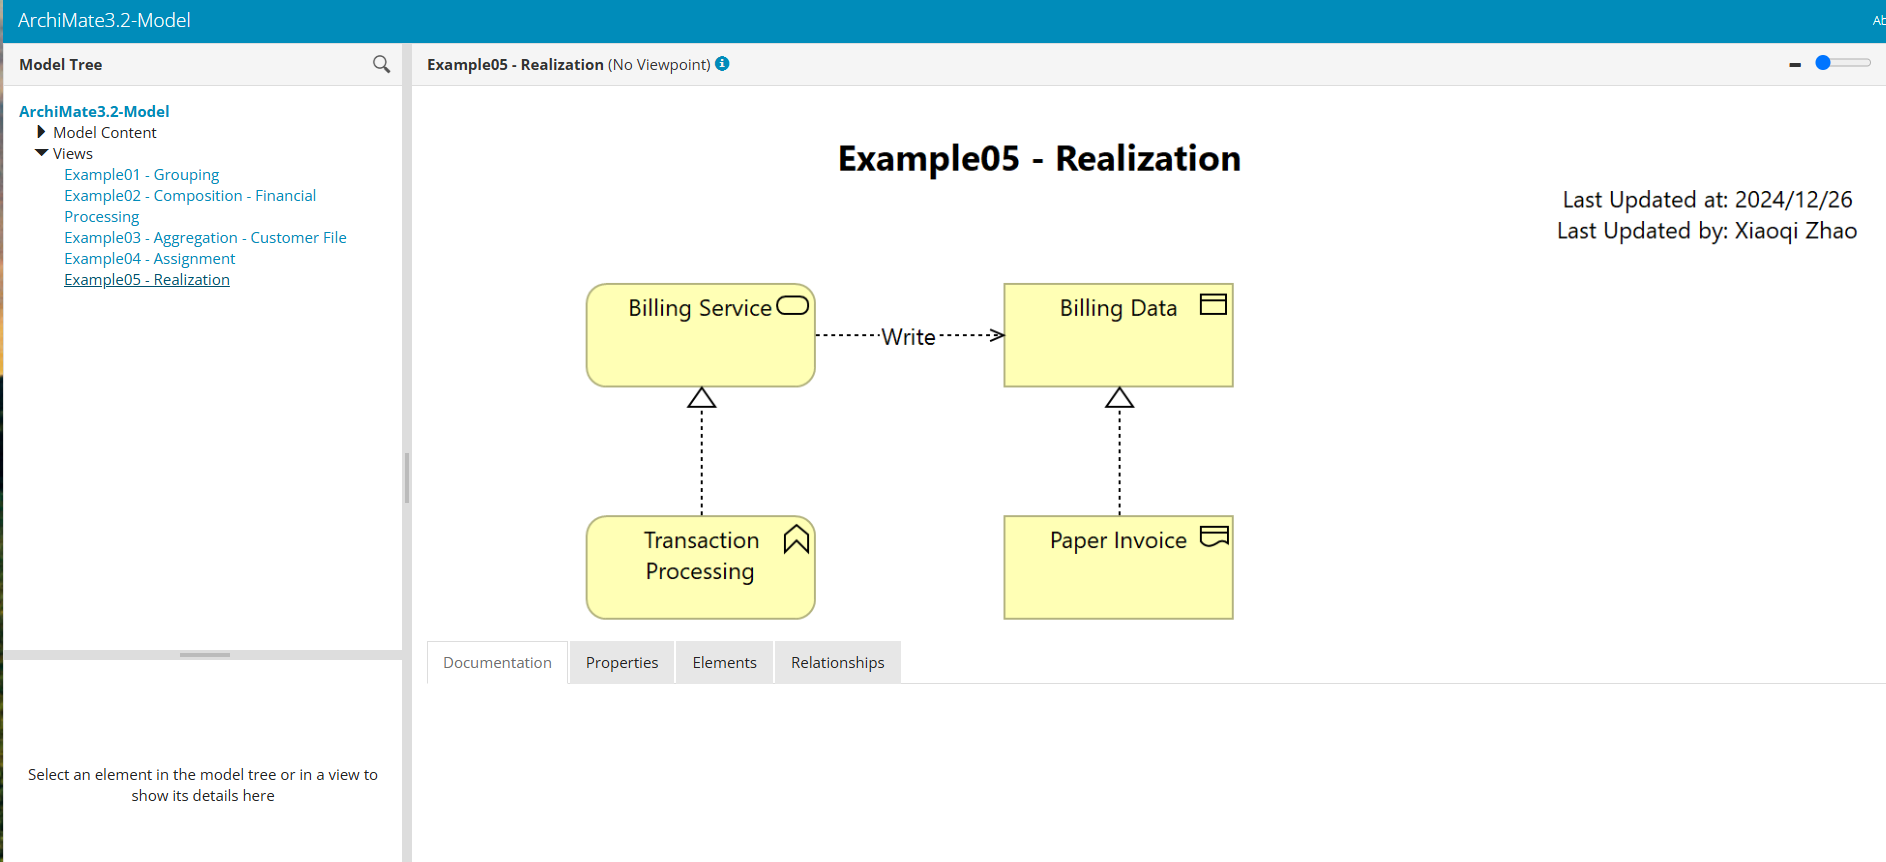 ArchiMate3.2-Model
Model Tree
Example05 - Realization (No Viewpoint)
ArchiMate3.2-Model
Model Content
Views
Example01 - Grouping
Example02 - Composition - Financial
Processing
Example03 - Aggregation - Customer File
Example04 - Assignment
Example05 - Realization
Select an element in the model tree or in a view to
show its details here
Example05 - Realization
Last Updated at: 2024/12/26
Last Updated by: Xiaoqi Zhao
Billing Service
Write
Billing Data
Transaction
Processing
Paper Invoice
Documentation
Properties
Elements
Relationships